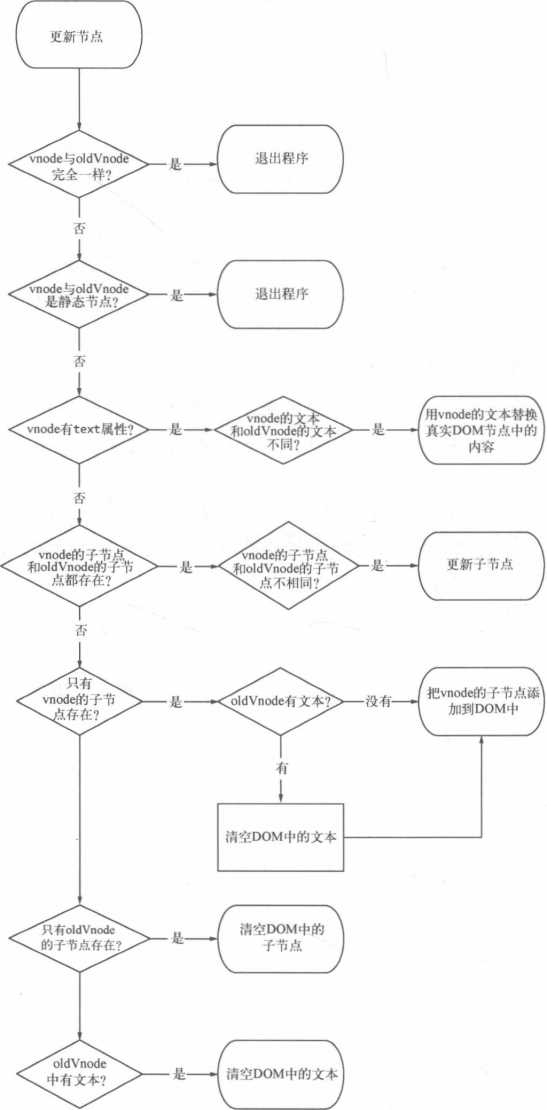 更新节点
vnode与oldVnode
完全一样?
是
退出程序
否
vnode与oldVnode
是静态节点?
是
退出程序
否
vnode有text属性?
是
vnode的文本
和oldVnode的文本
不同?
是
用vnode的文本替换
真实DOM节点中的
内容
否
vnode的子节点
和oldVnode的子节
点都存在?
是
vnode的子节点
和oldVnode的子节
点不相同?
是
更新子节点
否
只有
vnode的子节
点存在?
是
oldVnode有文本?
没有
把vnode的子节点添
加到DOM中
有
清空DOM中的文本
只有oldVnode
的子节点存在?
是
清空DOM中的
子节点
oldVnode
中有文本?
是
清空DOM中的文本